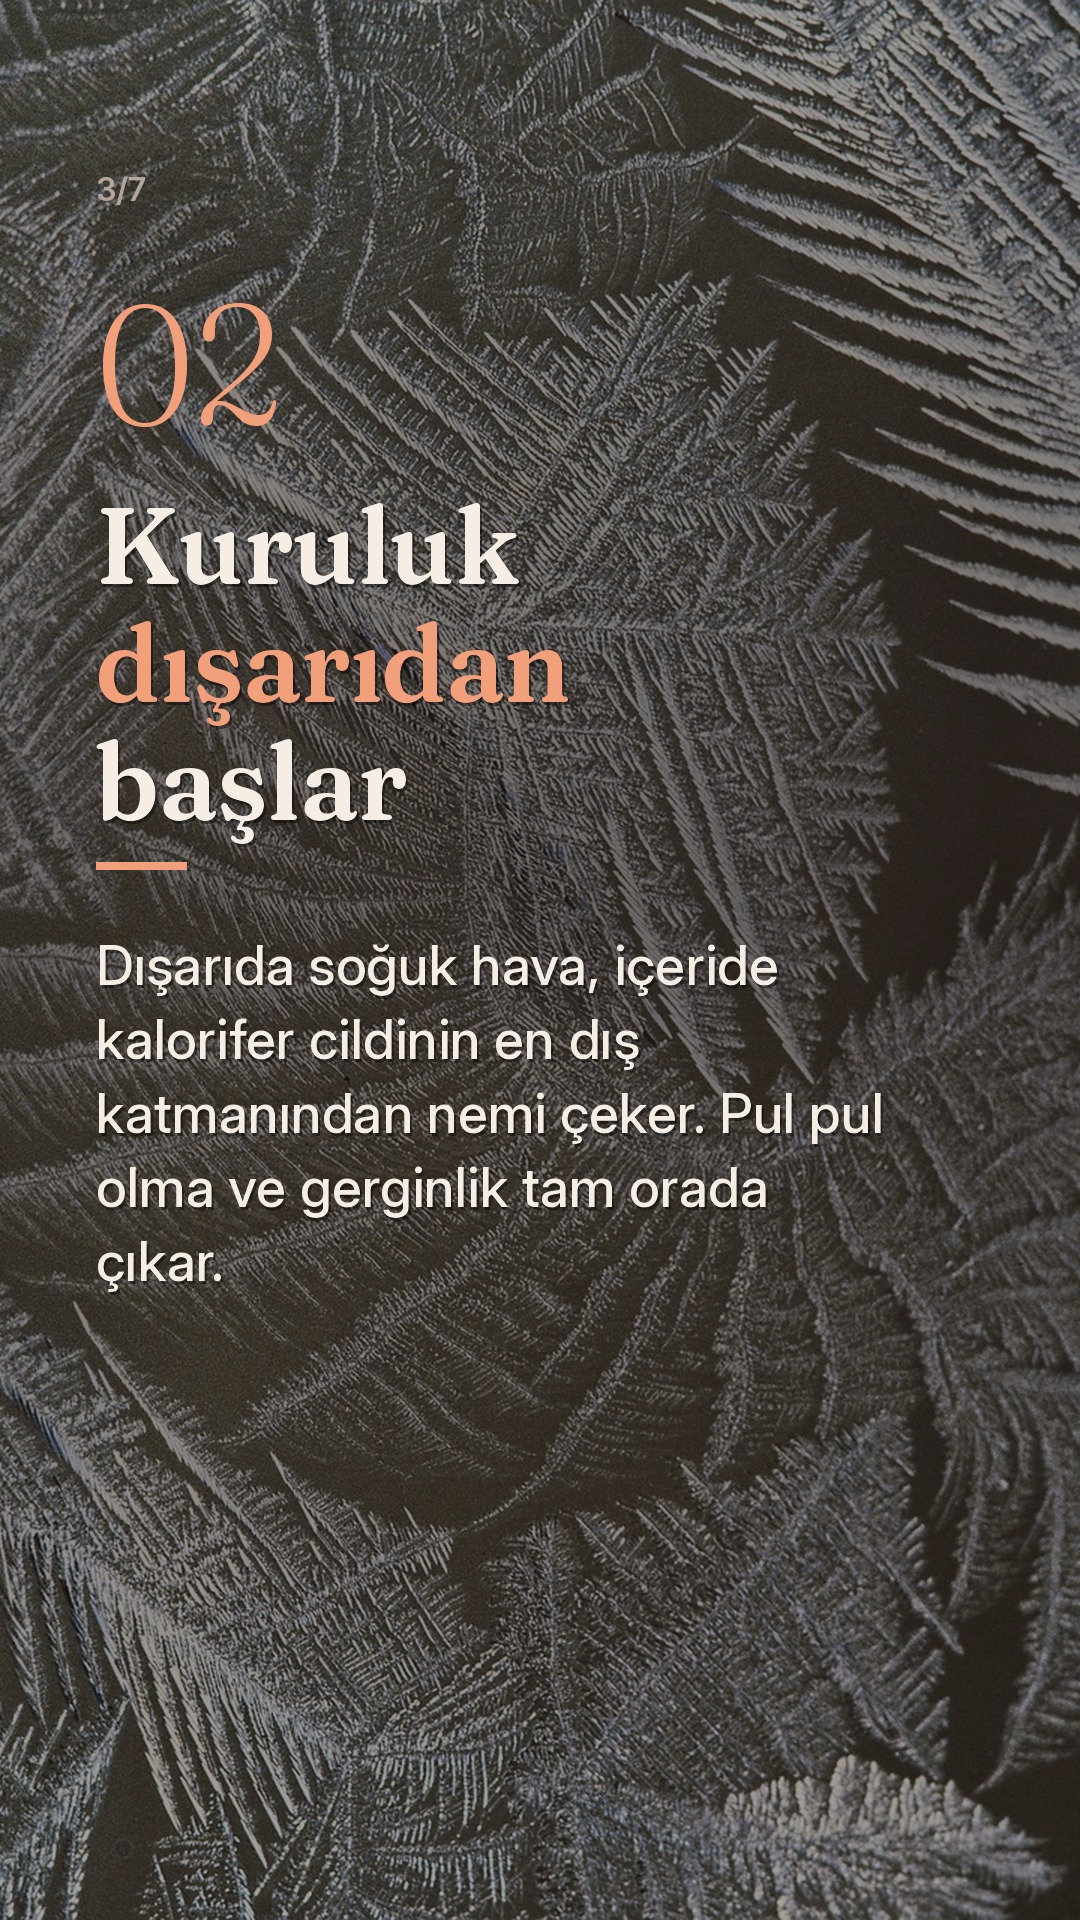 3/7
02
Kuruluk
dışarıdan
başlar
Dışarıda soğuk hava, içeride
kalorifer cildinin en dış
katmanından nemi çeker. Pul pul
olma ve gerginlik tam orada
çıkar.